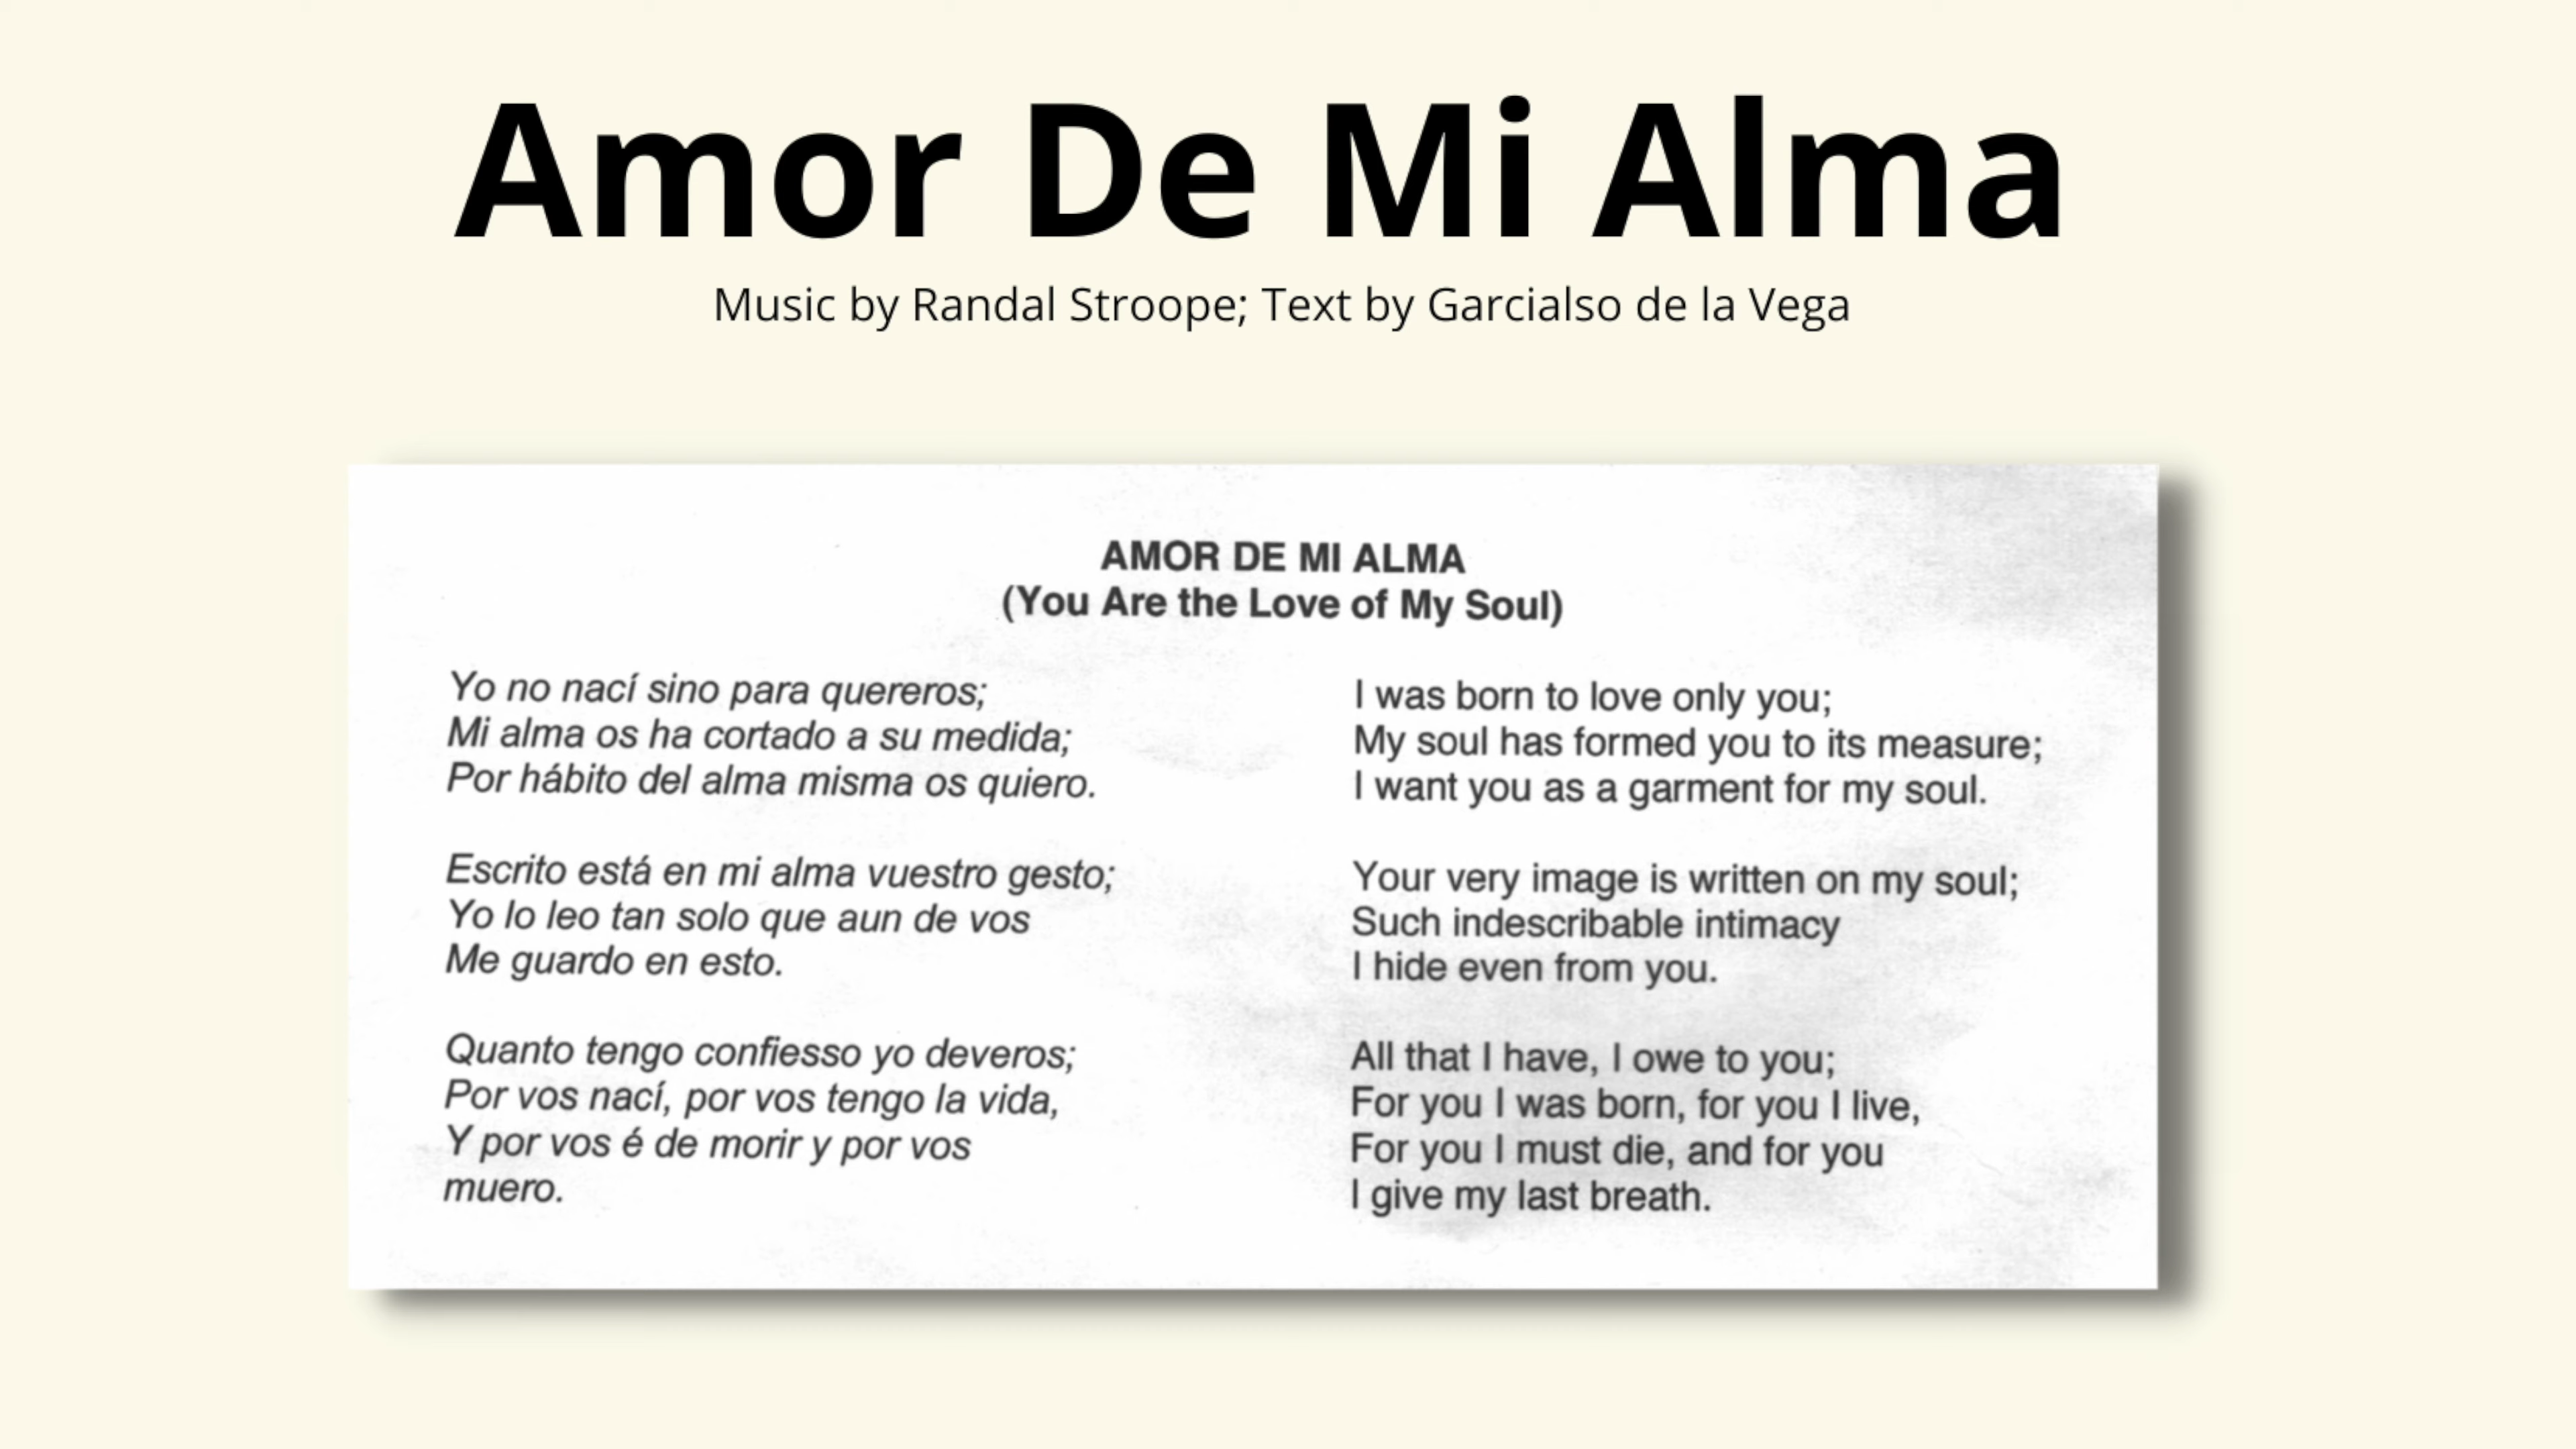 Amor De Mi Alma
Music by Randal Stroope; Text by Garcialso de la Vega
AMOR DE MI ALMA
(You Are the Love of My Soul)
Yo no nací sino para quereros;
Mi alma os ha cortado a su medida;
Por hábito del alma misma os quiero.
Escrito está en mi alma vuestro gesto;
Yo lo leo tan solo que aun de vos
Me guardo en esto.
Quanto tengo confiesso yo deveros;
Por vos nací, por vos tengo la vida,
Y por vos é de morir y por vos
muero.
I was born to love only you;
My soul has formed you to its measure;
I want you as a garment for my soul.
Your very image is written on my soul;
Such indescribable intimacy
I hide even from you.
All that I have, I owe to you;
For you I was born, for you I live,
For you I must die, and for you
I give my last breath.